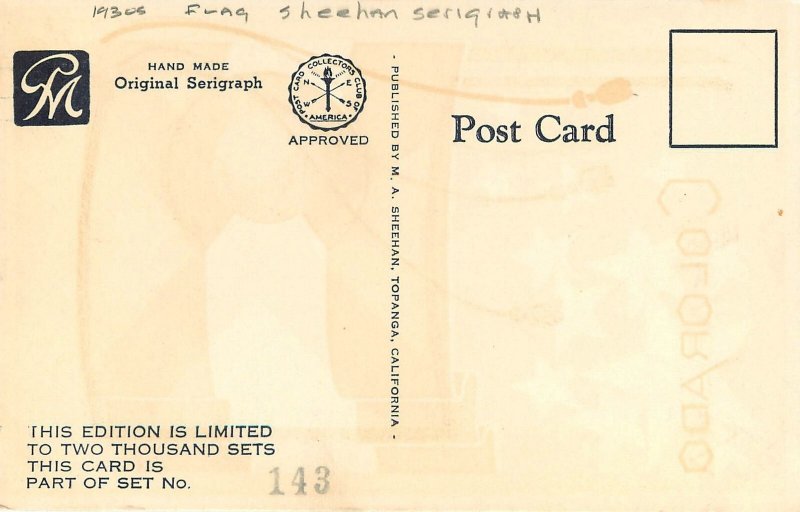 1930s FLAG Sheehan serigraph
PM
HAND MADE
Original Serigraph
POST CARD COLLECTORS CLUB OF AMERICA
N E
W S
APPROVED
- PUBLISHED BY M. A. SHEEHAN, TOPANGA, CALIFORNIA -
Post Card
COLORADO
THIS EDITION IS LIMITED
TO TWO THOUSAND SETS
THIS CARD IS
PART OF SET No. 143